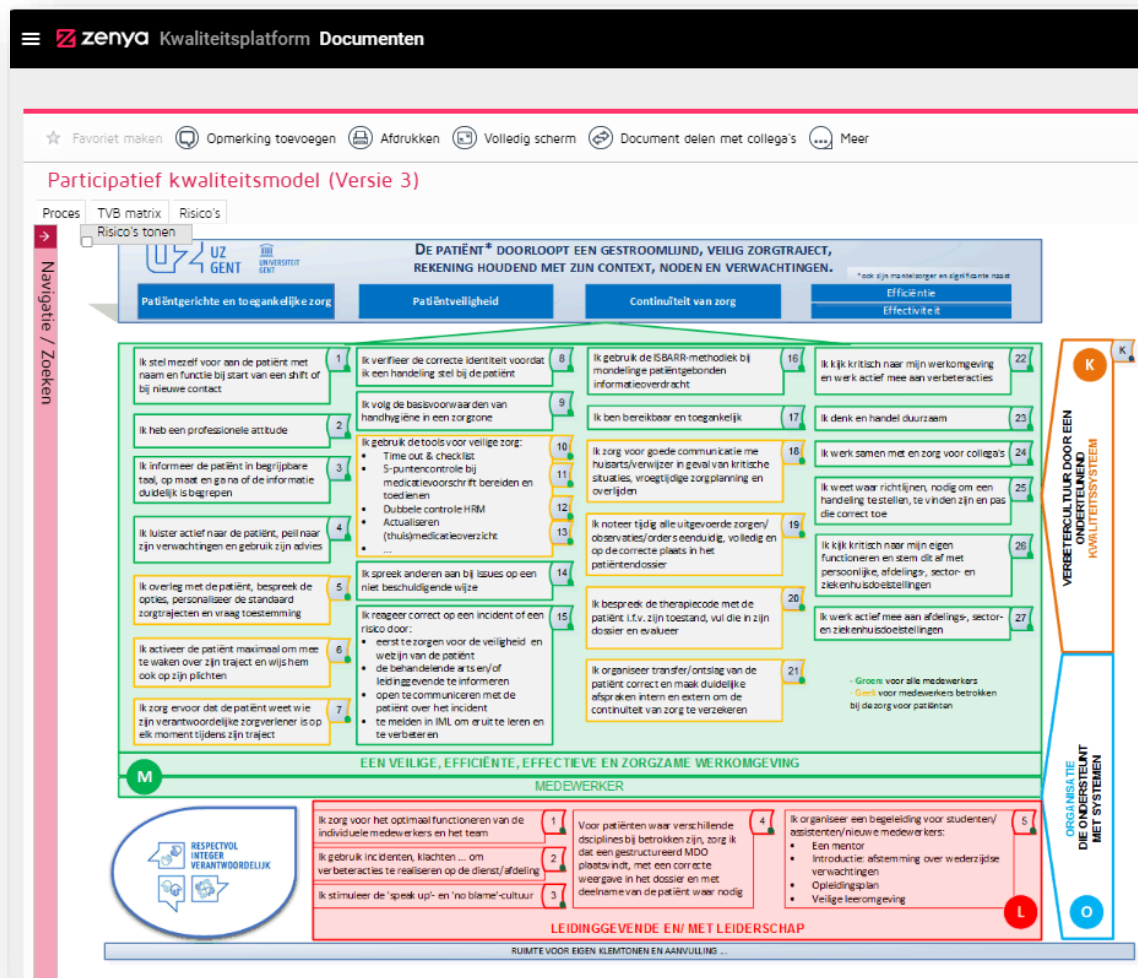 zenya Kwaliteitsplatform Documenten
Favoriet maken
Opmerking toevoegen
Afdrukken
Volledig scherm
Document delen met collega's
Meer
Participatief kwaliteitsmodel (Versie 3)
Proces
TVB matrix
Risico's
Risico's tonen
Navigatie / Zoeken
UZ
GENT
UNIVERSITEIT
GENT
DE PATIËNT* DOORLOOPT EEN GESTROOMLIJND, VEILIG ZORGTRAJECT,
REKENING HOUDEND MET ZIJN CONTEXT, NODEN EN VERWACHTINGEN.
*ook zijn mantelzorger en significante naast
Patiëntgerichte en toegankelijke zorg
Patiëntveiligheid
Continuïteit van zorg
Efficiëntie
Effectiviteit
Ik stel mezelf voor aan de patiënt met
naam en functie bij start van een shift of
bij nieuwe contact
1
Ik heb een professionele attitude
2
Ik informeer de patiënt in begrijpbare
taal, op maat en ga na of de informatie
duidelijk is begrepen
3
Ik luister actief naar de patiënt, peil naar
zijn verwachtingen en gebruik zijn advies
4
Ik overleg met de patiënt, bespreek de
opties, personaliseer de standaard
zorgtrajecten en vraag toestemming
5
Ik activeer de patiënt maximaal om mee
te waken over zijn traject en wijs hem
ook op zijn plichten
6
Ik zorg ervoor dat de patiënt weet wie
zijn verantwoordelijke zorgverlener is op
elk moment tijdens zijn traject
7
Ik verifieer de correcte identiteit voordat
ik een handeling stel bij de patiënt
8
Ik volg de basisvoorwaarden van
handhygiëne in een zorgzone
9
Ik gebruik de tools voor veilige zorg:
• Time out & checklist
• 5-puntencontrole bij
medicatievoorschrift bereiden en
toedienen
• Dubbele controle HRM
• Actualiseren
(thuis)medicatieoverzicht
• ...
10
11
12
13
Ik spreek anderen aan bij issues op een
niet beschuldigende wijze
14
Ik reageer correct op een incident of een
risico door:
• eerst te zorgen voor de veiligheid en
welzijn van de patiënt
• de behandelende arts en/of
leidinggevende te informeren
• open te communiceren met de
patiënt over het incident
• te melden in IML om eruit te leren en
te verbeteren
15
Ik gebruik de ISBARR-methodiek bij
mondelinge patiëntgebonden
informatieoverdracht
16
Ik ben bereikbaar en toegankelijk
17
Ik zorg voor goede communicatie me
huisarts/verwijzer in geval van kritische
situaties, vroegtijdige zorgplanning en
overlijden
18
Ik noteer tijdig alle uitgevoerde zorgen/
observaties/orders eenduidig, volledig en
op de correcte plaats in het
patiëntendossier
19
Ik bespreek de therapiecode met de
patiënt i.f.v. zijn toestand, vul die in zijn
dossier en evalueer
20
Ik organiseer transfer/ontslag van de
patiënt correct en maak duidelijke
afspraken intern en extern om de
continuïteit van zorg te verzekeren
21
Ik kijk kritisch naar mijn werkomgeving
en werk actief mee aan verbeteracties
22
Ik denk en handel duurzaam
23
Ik werk samen met en zorg voor collega's
24
Ik weet waar richtlijnen, nodig om een
handeling te stellen, te vinden zijn en pas
die correct toe
25
Ik kijk kritisch naar mijn eigen
functioneren en stem dit af met
persoonlijke, afdelings-, sector- en
ziekenhuisdoelstellingen
26
Ik werk actief mee aan afdelings-, sector-
en ziekenhuisdoelstellingen
27
- Groen: voor alle medewerkers
- Geel: voor medewerkers betrokken
bij de zorg voor patiënten
EEN VEILIGE, EFFICIËNTE, EFFECTIEVE EN ZORGZAME WERKOMGEVING
M
MEDEWERKER
K
K
VERBETERCULTUUR DOOR EEN
ONDERSTEUNEND
KWALITEITSSYSTEEM
ORGANISATIE
DIE ONDERSTEUNT
MET SYSTEMEN
O
RESPECTVOL
INTEGER
VERANTWOORDELIJK
Ik zorg voor het optimaal functioneren van de
individuele medewerkers en het team
1
Ik gebruik incidenten, klachten ... om
verbeteracties te realiseren op de dienst/afdeling
2
Ik stimuleer de 'speak up'- en 'no blame'-cultuur
3
Voor patiënten waar verschillende
dsciplines bij betrokken zijn, zorg ik
dat een gestructureerd MDO
plaatsvindt, met een correcte
weergave in het dossier en met
deelname van de patiënt waar nodig
4
Ik organiseer een begeleiding voor studenten/
assistenten/nieuwe medewerkers:
• Een mentor
• Introductie: afstemming over wederzijdse
verwachtingen
• Opleidingsplan
• Veilige leeromgeving
5
L
LEIDINGGEVENDE EN/ MET LEIDERSCHAP
RUIMTE VOOR EIGEN KLEMTONEN EN AANVULLING ...